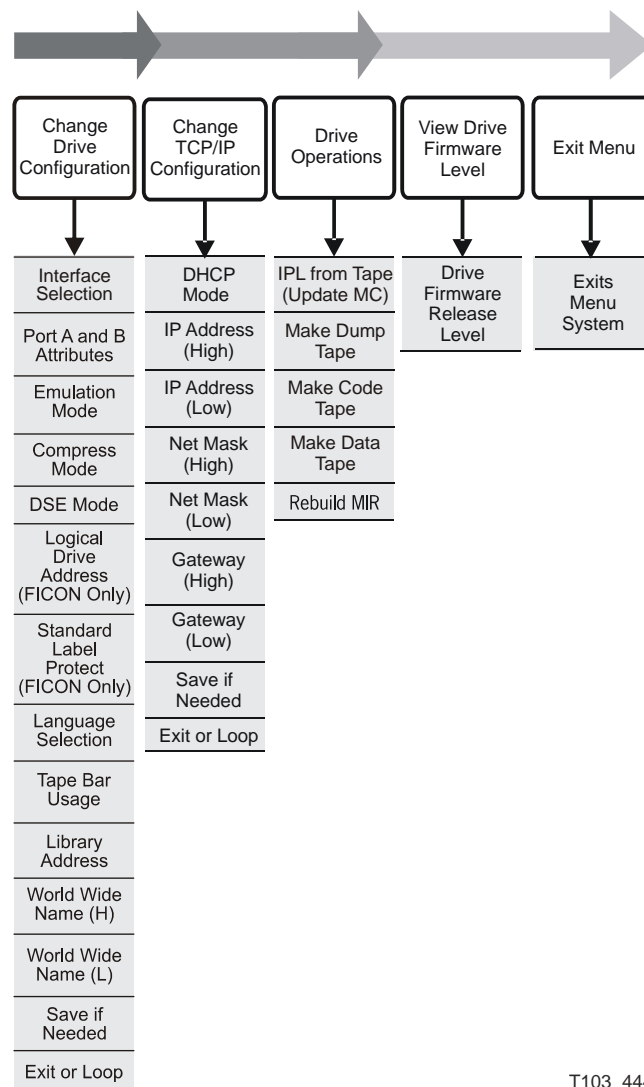 Change
Drive
Configuration
Change
TCP/IP
Configuration
Drive
Operations
View Drive
Firmware
Level
Exit Menu
Interface
Selection
Port A and B
Attributes
Emulation
Mode
Compress
Mode
DSE Mode
Logical
Drive
Address
(FICON Only)
Standard
Label
Protect
(FICON Only)
Language
Selection
Tape Bar
Usage
Library
Address
World Wide
Name (H)
World Wide
Name (L)
Save if
Needed
Exit or Loop
DHCP
Mode
IP Address
(High)
IP Address
(Low)
Net Mask
(High)
Net Mask
(Low)
Gateway
(High)
Gateway
(Low)
Save if
Needed
Exit or Loop
IPL from Tape
(Update MC)
Make Dump
Tape
Make Code
Tape
Make Data
Tape
Rebuild MIR
Drive
Firmware
Release
Level
Exits
Menu
System
T103_44